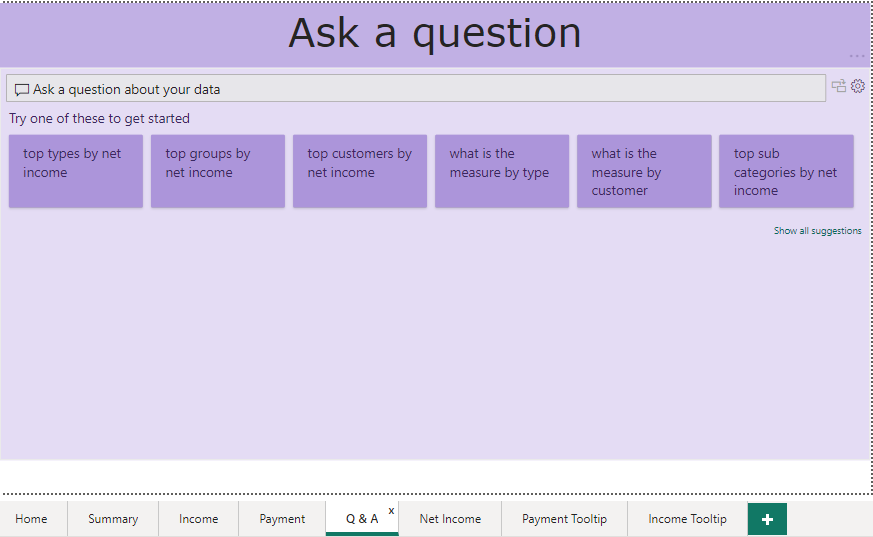 Ask a question
Ask a question about your data
Try one of these to get started
top types by net
income
top groups by
net income
top customers by
net income
what is the
measure by type
what is the
measure by
customer
top sub
categories by net
income
Show all suggestions
Home
Summary
Income
Payment
Q & A
x
Net Income
Payment Tooltip
Income Tooltip
+